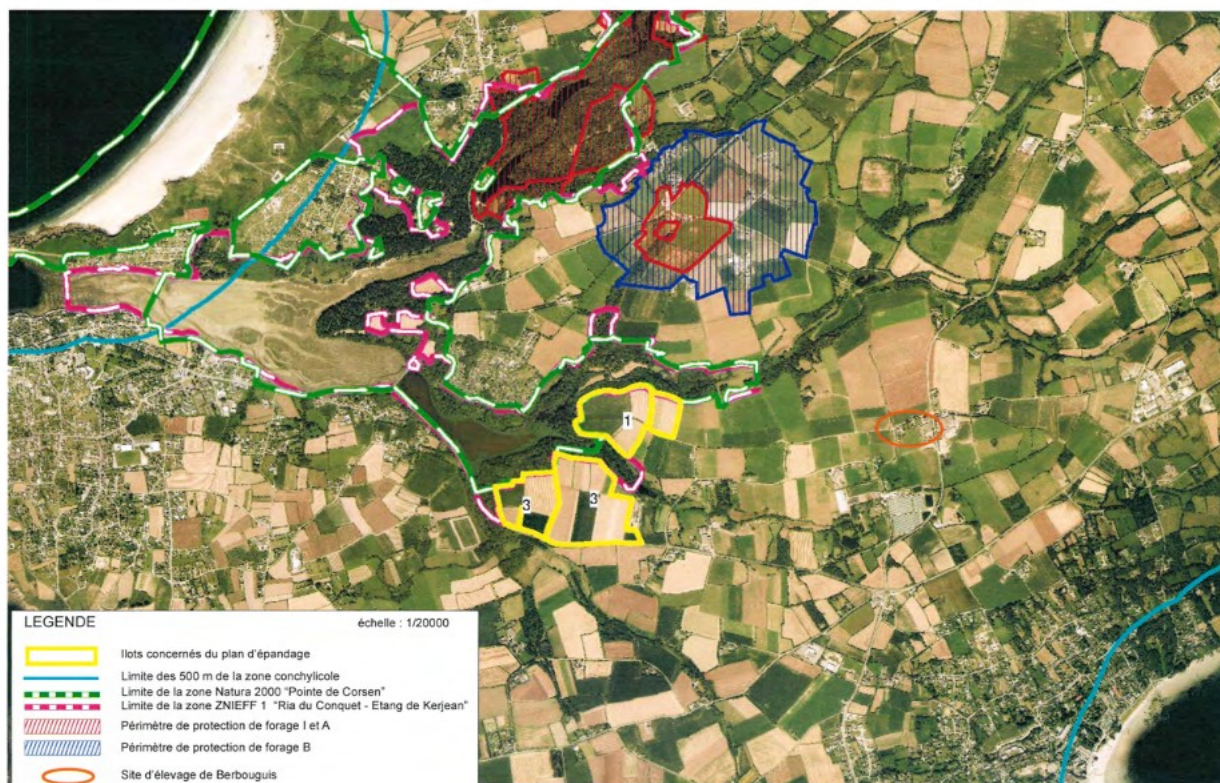 1
3
3
LEGENDE
échelle : 1/20000
Ilots concernés du plan d'épandage
Limite des 500 m de la zone conchylicole
Limite de la zone Natura 2000 "Pointe de Corsen"
Limite de la zone ZNIEFF 1 "Ria du Conquet - Etang de Kerjean"
Périmètre de protection de forage I et A
Périmètre de protection de forage B
Site d'élevage de Berbouguis